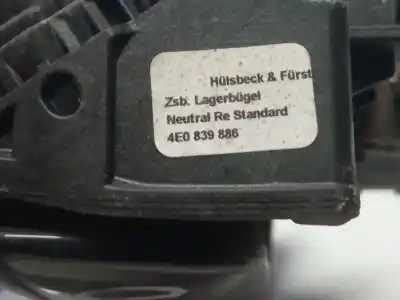 Hülsbeck & Fürst
Zsb. Lagerbügel
Neutral Re Standard
4E0 839 886